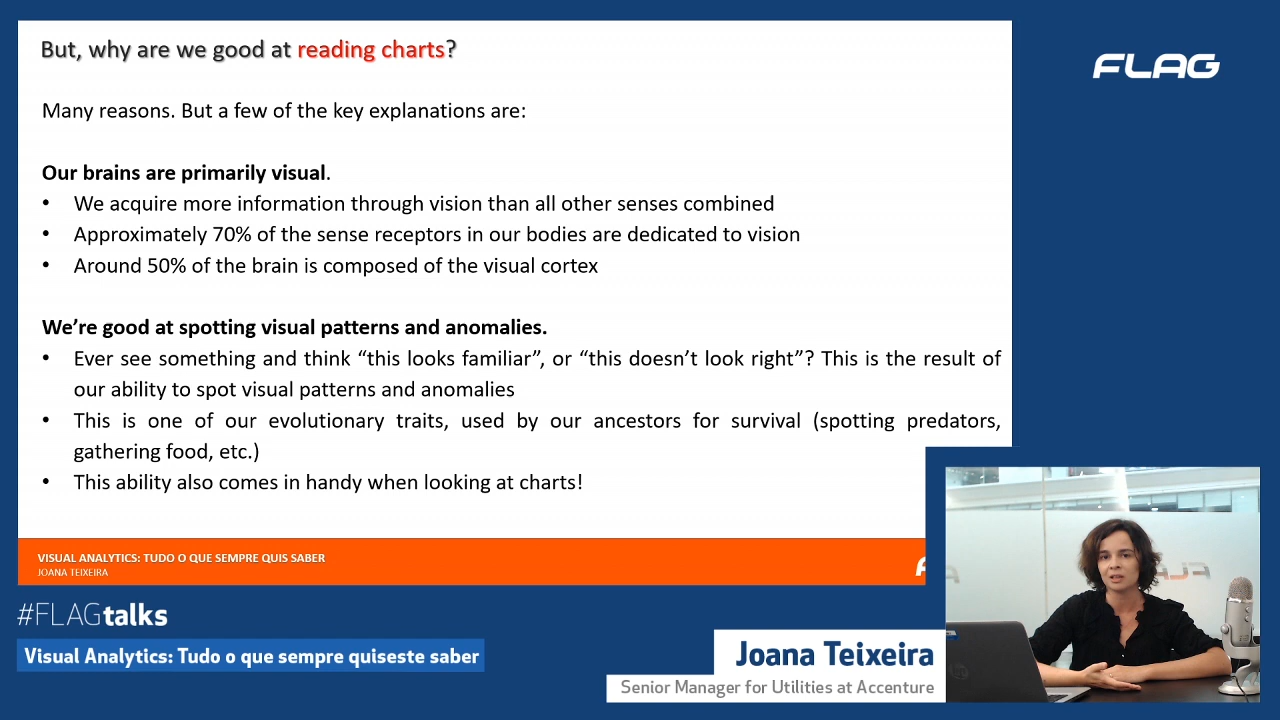 But, why are we good at reading charts?
FLAG
Many reasons. But a few of the key explanations are:
Our brains are primarily visual.
• We acquire more information through vision than all other senses combined
• Approximately 70% of the sense receptors in our bodies are dedicated to vision
• Around 50% of the brain is composed of the visual cortex
We’re good at spotting visual patterns and anomalies.
• Ever see something and think “this looks familiar”, or “this doesn’t look right”? This is the result of
our ability to spot visual patterns and anomalies
• This is one of our evolutionary traits, used by our ancestors for survival (spotting predators,
gathering food, etc.)
• This ability also comes in handy when looking at charts!
VISUAL ANALYTICS: TUDO O QUE SEMPRE QUIS SABER
JOANA TEIXEIRA
#FLAGtalks
Visual Analytics: Tudo o que sempre quiseste saber
Joana Teixeira
Senior Manager for Utilities at Accenture